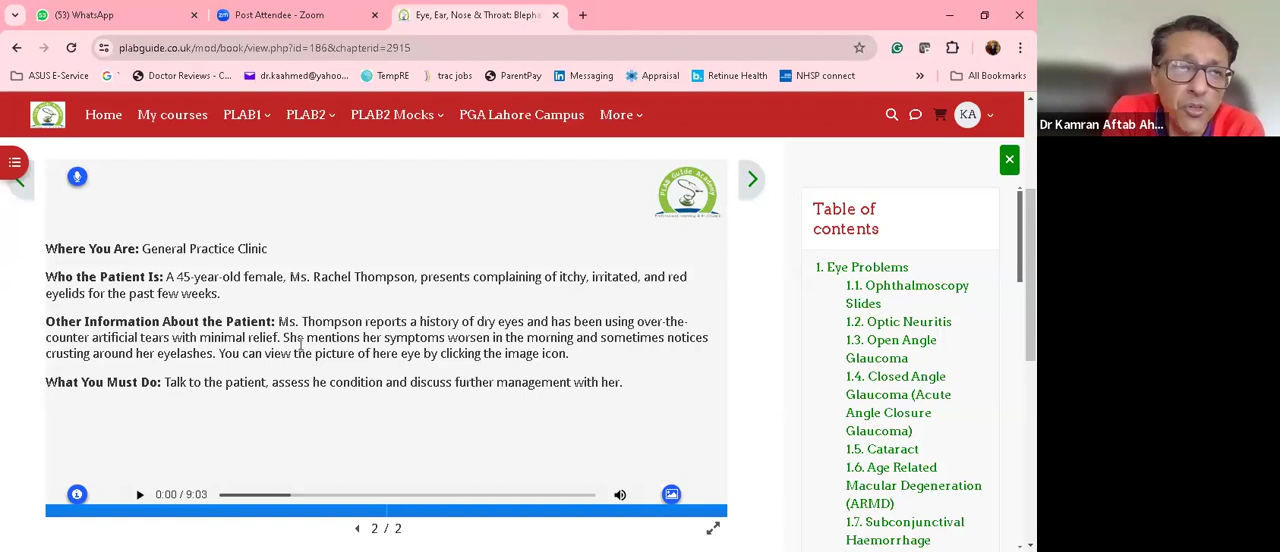 (53) WhatsApp
Post Attendee - Zoom
Eye, Ear, Nose & Throat: Bleph
plabguide.co.uk/mod/book/view.php?id=186&chapterid=2915
ASUS E-Service
Doctor Reviews - C...
dr.kaahmed@yahoo...
TempRE
trac jobs
ParentPay
Messaging
Appraisal
Retinue Health
NHSP connect
»
All Bookmarks
Home
My courses
PLAB1
PLAB2
PLAB2 Mocks
PGA Lahore Campus
More
KA
Dr Kamran Aftab Ah...
PLAB Guide Academy
Where You Are: General Practice Clinic
Who the Patient Is: A 45-year-old female, Ms. Rachel Thompson, presents complaining of itchy, irritated, and red
eyelids for the past few weeks.
Other Information About the Patient: Ms. Thompson reports a history of dry eyes and has been using over-the-
counter artificial tears with minimal relief. She mentions her symptoms worsen in the morning and sometimes notices
crusting around her eyelashes. You can view the picture of here eye by clicking the image icon.
What You Must Do: Talk to the patient, assess he condition and discuss further management with her.
0:00 / 9:03
2 / 2
Table of
contents
1. Eye Problems
1.1. Ophthalmoscopy
Slides
1.2. Optic Neuritis
1.3. Open Angle
Glaucoma
1.4. Closed Angle
Glaucoma (Acute
Angle Closure
Glaucoma)
1.5. Cataract
1.6. Age Related
Macular Degeneration
(ARMD)
1.7. Subconjunctival
Haemorrhage